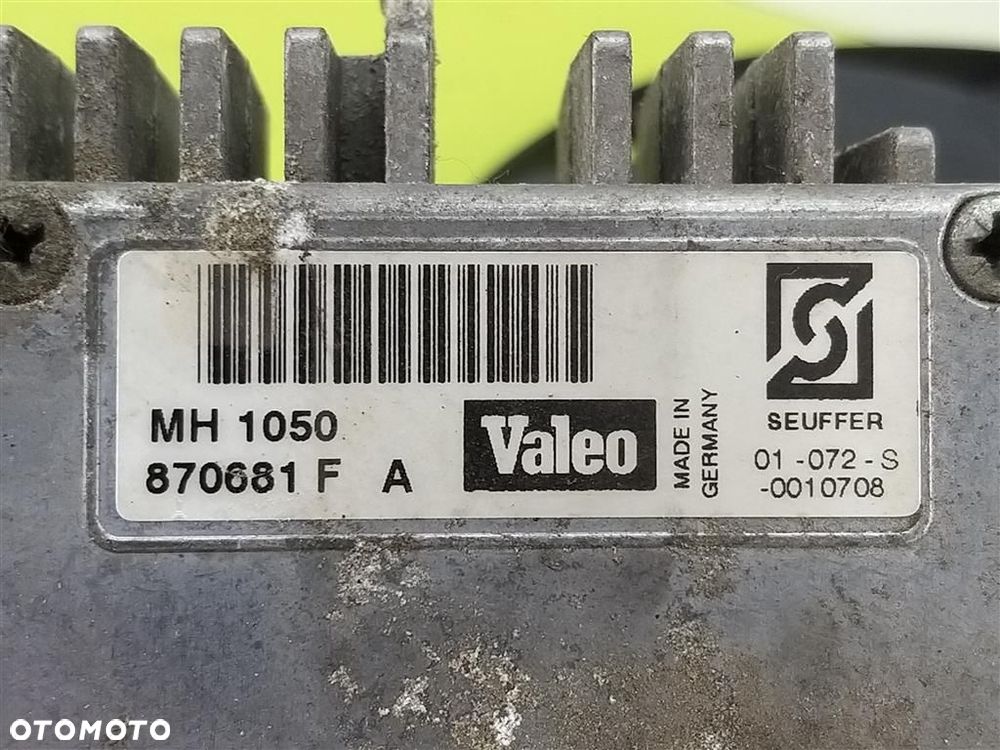 MH 1050
870681 F A
Valeo
MADE IN
GERMANY
SEUFFER
01-072-S
-0010708
OTOMOTO